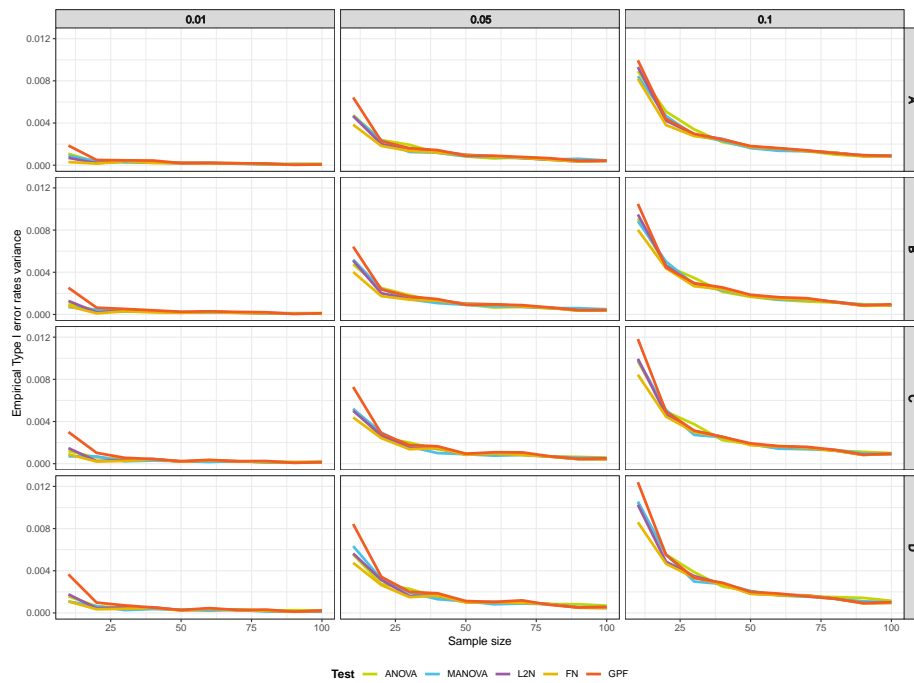 0.01 0.05 0.1
0.012
0.008
0.004
0.000
A
0.012
0.008
0.004
0.000
B
0.012
0.008
0.004
0.000
C
0.012
0.008
0.004
0.000
D
Empirical Type I error rates variance
25 50 75 100 25 50 75 100 25 50 75 100
Sample size
Test ANOVA MANOVA L2N FN GPF